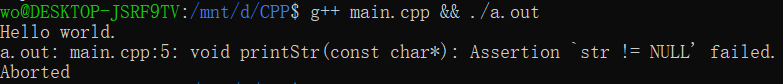 wo@DESKTOP-JSRF9TV:/mnt/d/CPP$ g++ main.cpp && ./a.out
Hello world.
a.out: main.cpp:5: void printStr(const char*): Assertion `str != NULL' failed.
Aborted